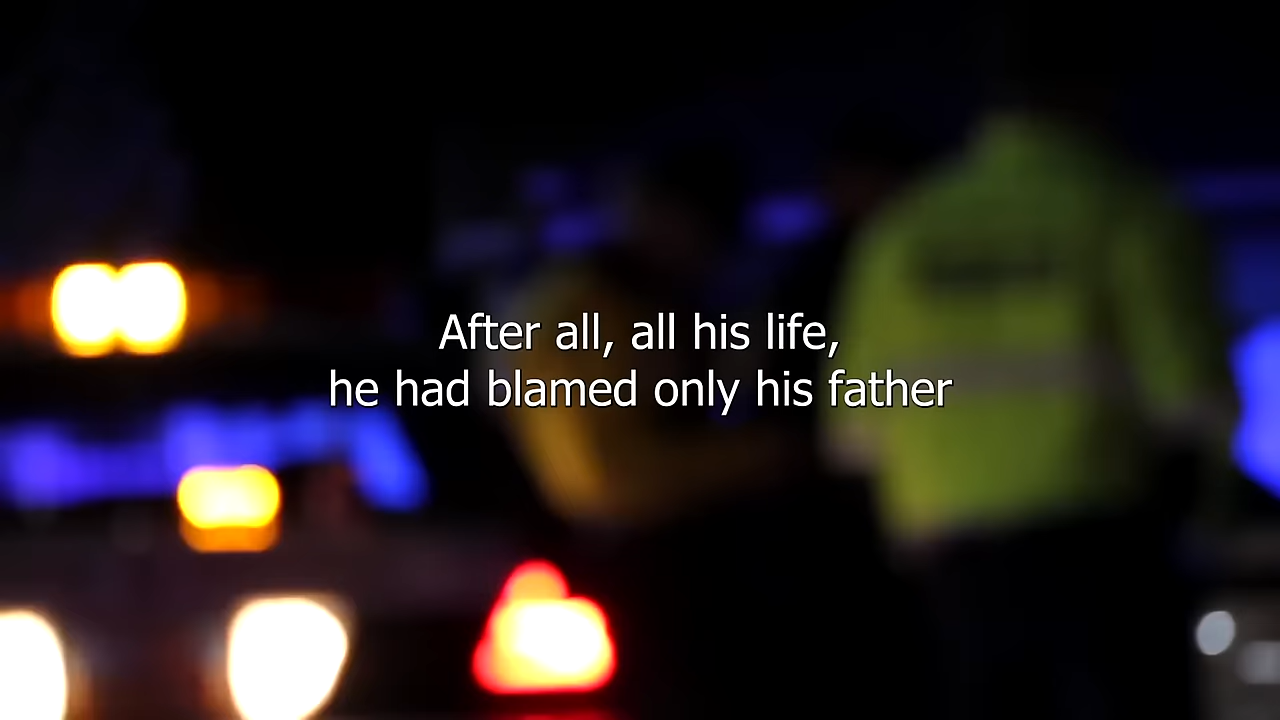 After all, all his life,
he had blamed only his father